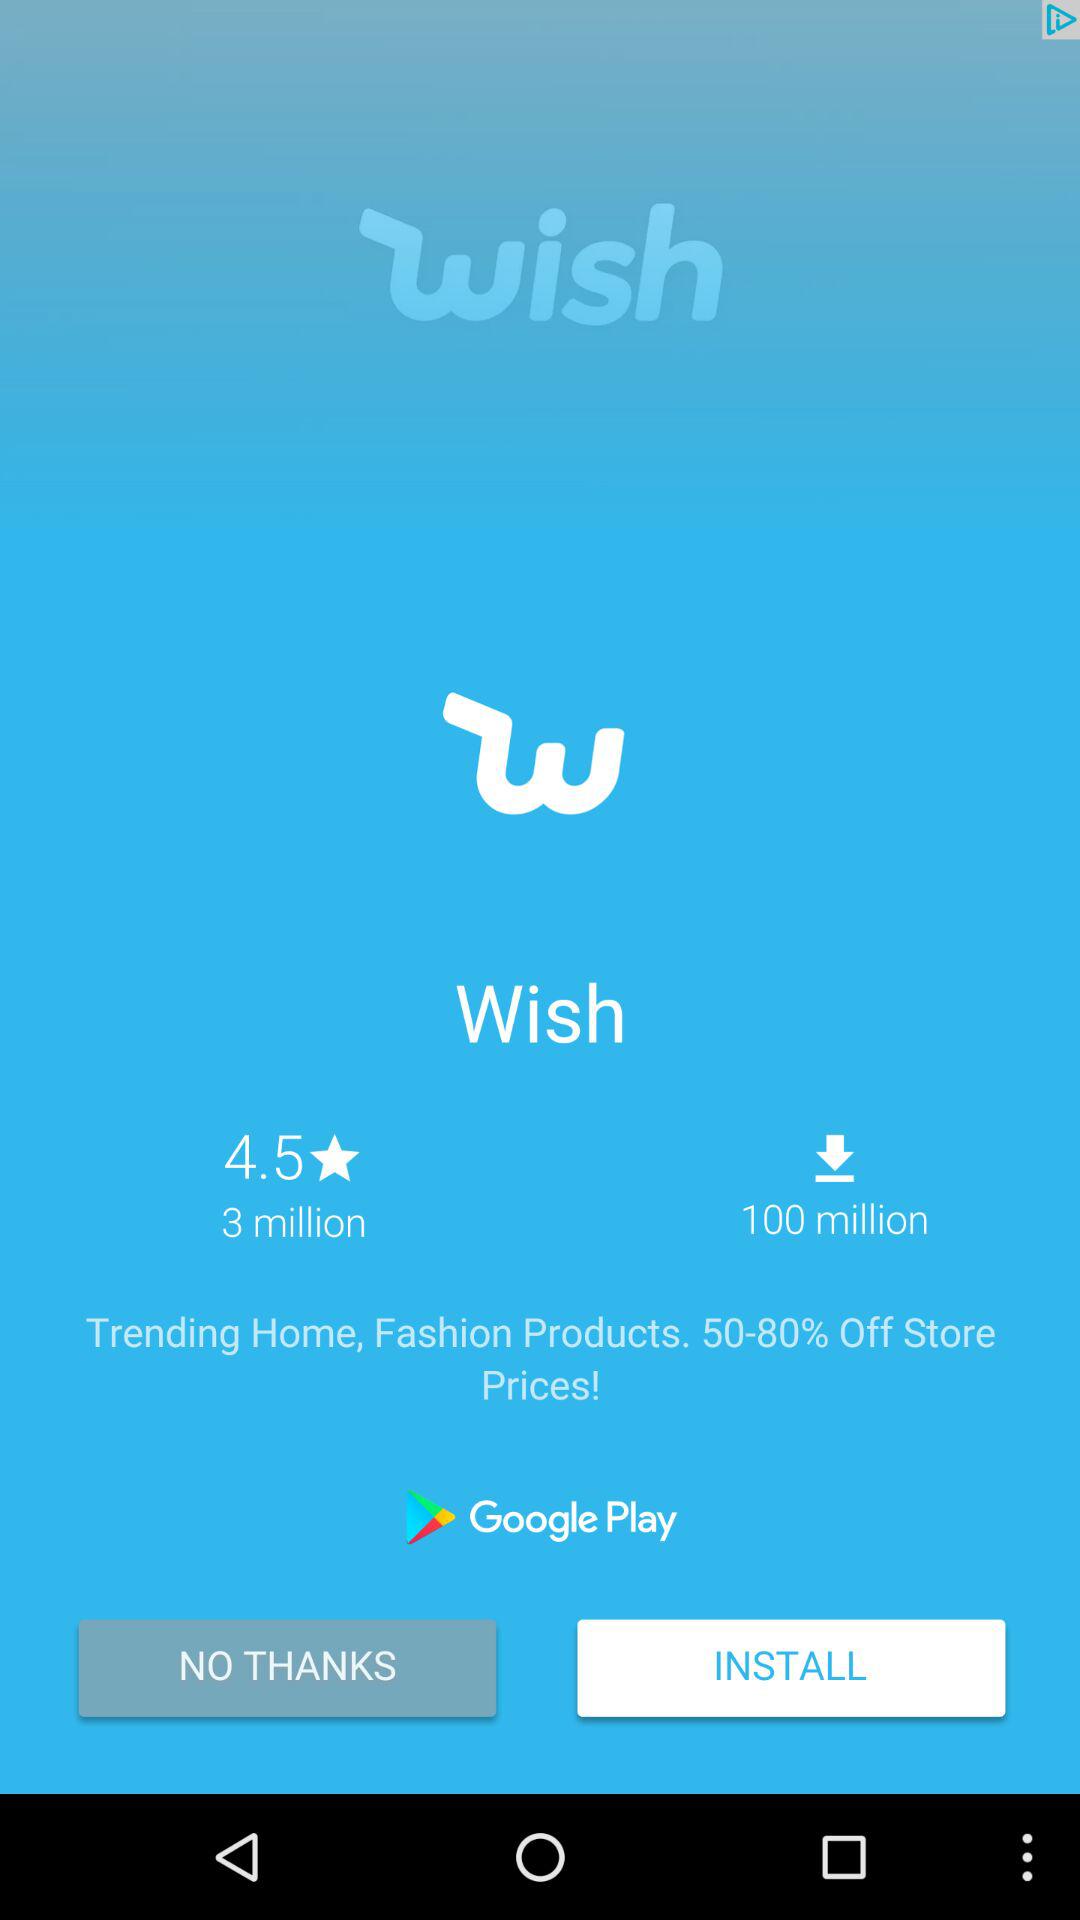 wish
w
Wish
4.5
3 million
100 million
Trending Home, Fashion Products. 50-80% Off Store
Prices!
Google Play
NO THANKS
INSTALL